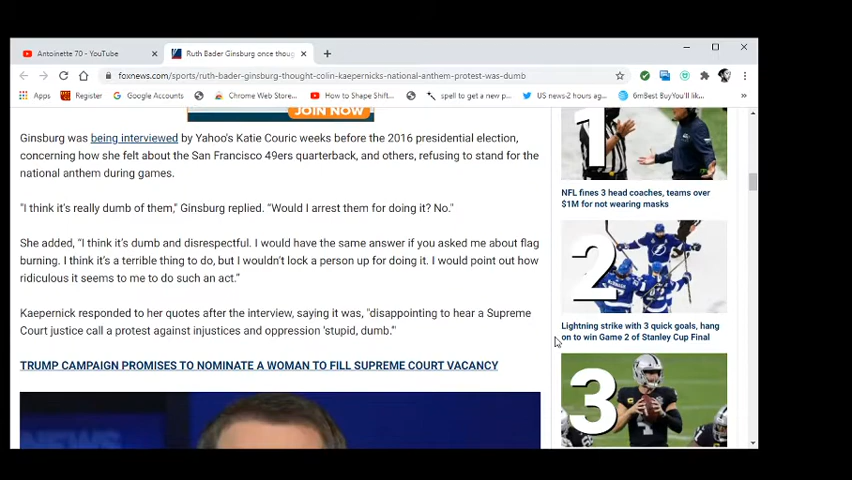 Antoinette 70 - YouTube
Ruth Bader Ginsburg once thoug
foxnews.com/sports/ruth-bader-ginsburg-thought-colin-kaepernicks-national-anthem-protest-was-dumb
Apps Register Google Accounts Chrome Web Store... How to Shape Shift... spell to get a new p... US news 2 hours ag... 6mBest BuyYou'll lik...
JOIN NOW
Ginsburg was being interviewed by Yahoo's Katie Couric weeks before the 2016 presidential election,
concerning how she felt about the San Francisco 49ers quarterback, and others, refusing to stand for the
national anthem during games.
"I think it's really dumb of them," Ginsburg replied. "Would I arrest them for doing it? No."
She added, "I think it's dumb and disrespectful. I would have the same answer if you asked me about flag
burning. I think it's a terrible thing to do, but I wouldn't lock a person up for doing it. I would point out how
ridiculous it seems to me to do such an act."
Kaepernick responded to her quotes after the interview, saying it was, "disappointing to hear a Supreme
Court justice call a protest against injustices and oppression 'stupid, dumb.'"
TRUMP CAMPAIGN PROMISES TO NOMINATE A WOMAN TO FILL SUPREME COURT VACANCY
1
NFL fines 3 head coaches, teams over
$1M for not wearing masks
2
Lightning strike with 3 quick goals, hang
on to win Game 2 of Stanley Cup Final
3
4